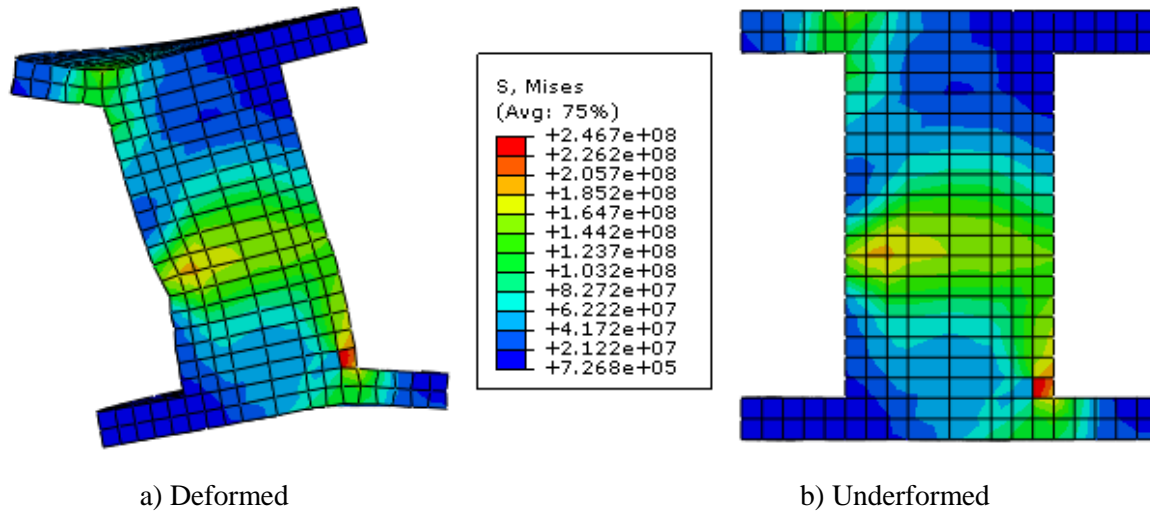 S, Mises
(Avg: 75%)
+2.467e+08
+2.262e+08
+2.057e+08
+1.852e+08
+1.647e+08
+1.442e+08
+1.237e+08
+1.032e+08
+8.272e+07
+6.222e+07
+4.172e+07
+2.122e+07
+7.268e+05
a) Deformed
b) Underformed